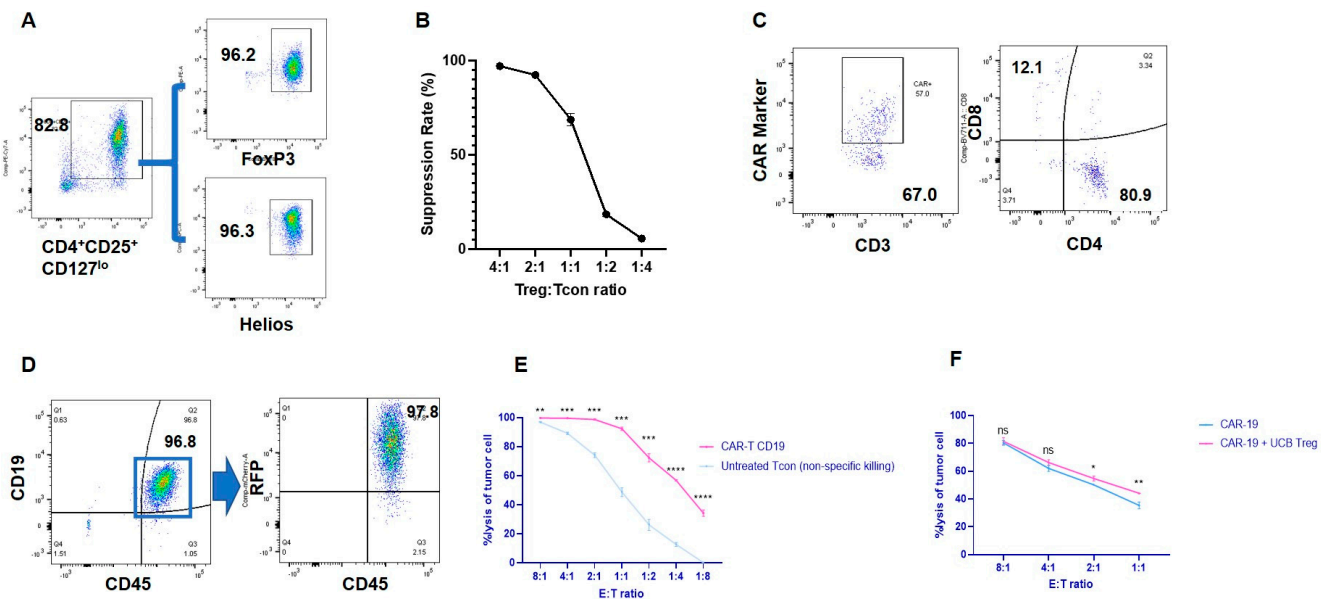 A
96.2
FoxP3
82.8
CD4⁺CD25⁺
CD127ˡᵒ
96.3
Helios
B
Suppression Rate (%)
100
50
0
4:1 2:1 1:1 1:2 1:4
Treg:Tcon ratio
C
CAR Marker
CAR+
57.0
67.0
CD3
12.1
Q2
3.34
CD8
Comp-BV711-A :: CD8
Q4
3.71
80.9
CD4
D
CD19
Q1
0.63
Q2
96.8
96.8
Q4
1.51
Q3
1.05
CD45
RFP
Comp-mCherry-A
Q1
0
97.8
Q4
0
Q3
2.15
CD45
E
%lysis of tumor cell
100
80
60
40
20
0
** *** *** *** *** **** ****
8:1 4:1 2:1 1:1 1:2 1:4 1:8
E:T ratio
CAR-T CD19
Untreated Tcon (non-specific killing)
F
%lysis of tumor cell
100
80
60
40
20
0
ns ns * **
8:1 4:1 2:1 1:1
E:T ratio
CAR-19
CAR-19 + UCB Treg